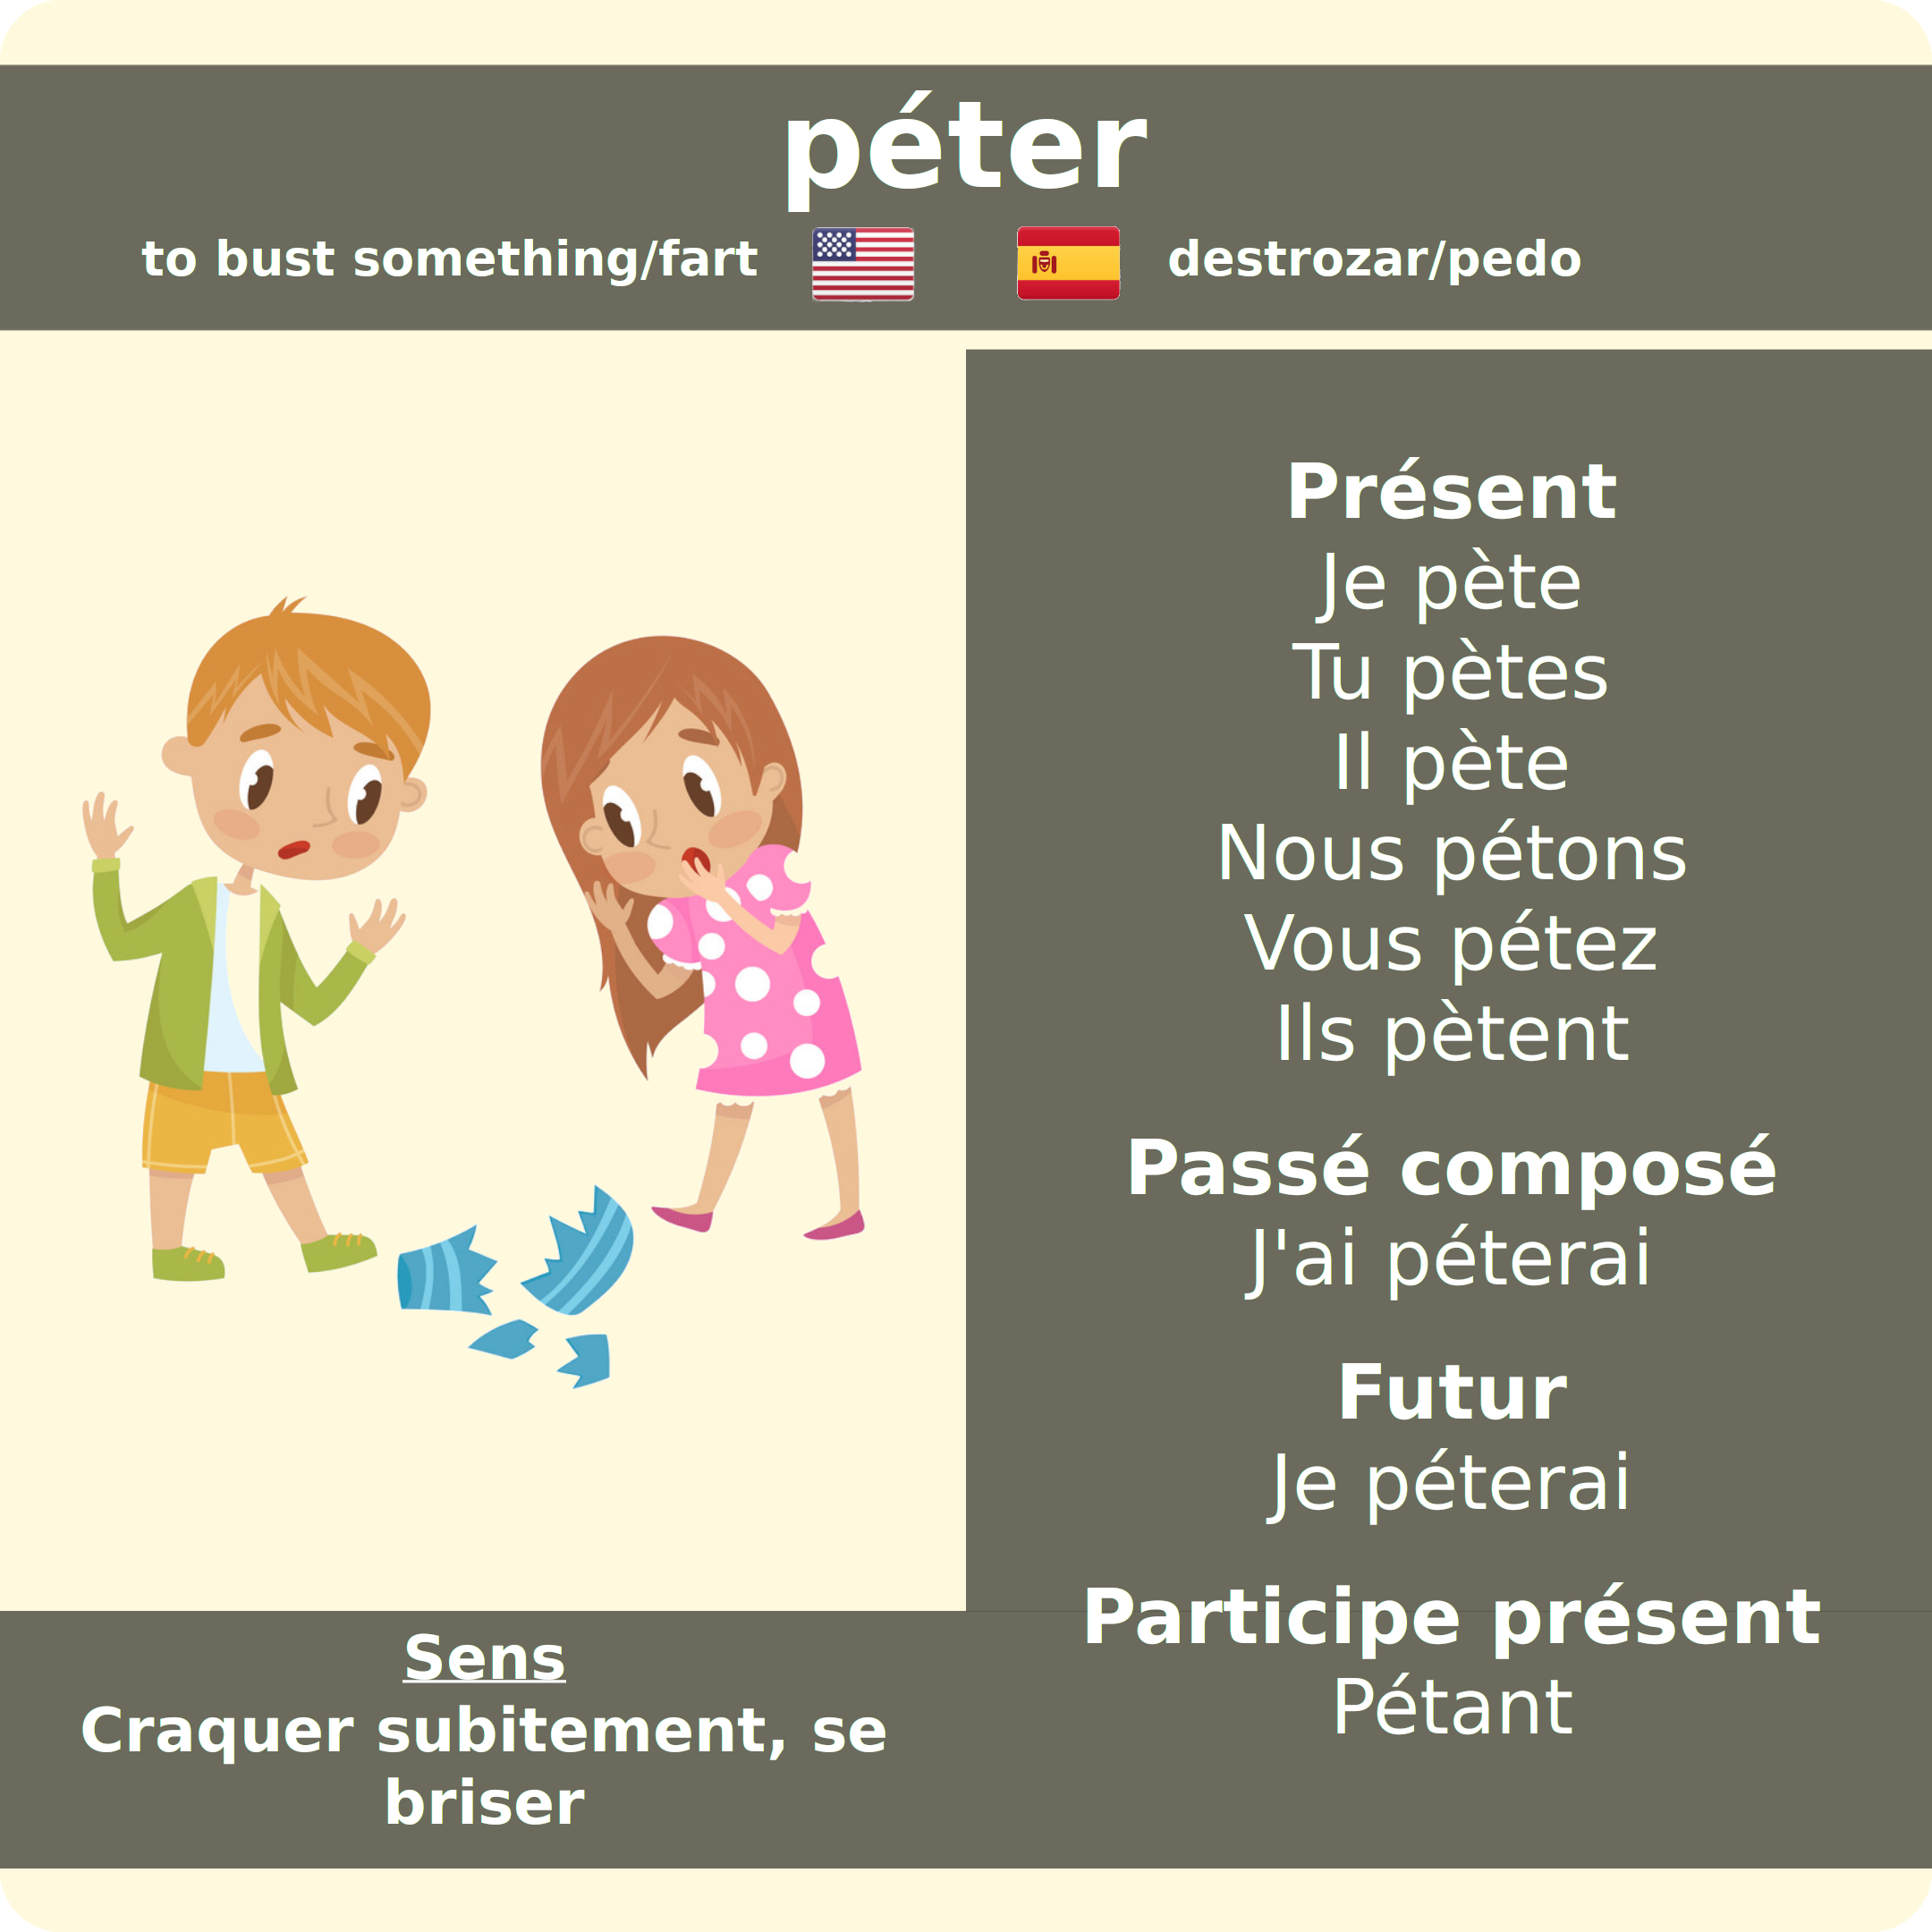 péter
to bust something/fart
destrozar/pedo
Présent
Je pète
Tu pètes
Il pète
Nous pétons
Vous pétez
Ils pètent
Passé composé
J'ai péterai
Futur
Je péterai
Participe présent
Pétant
Sens
Craquer subitement, se
briser